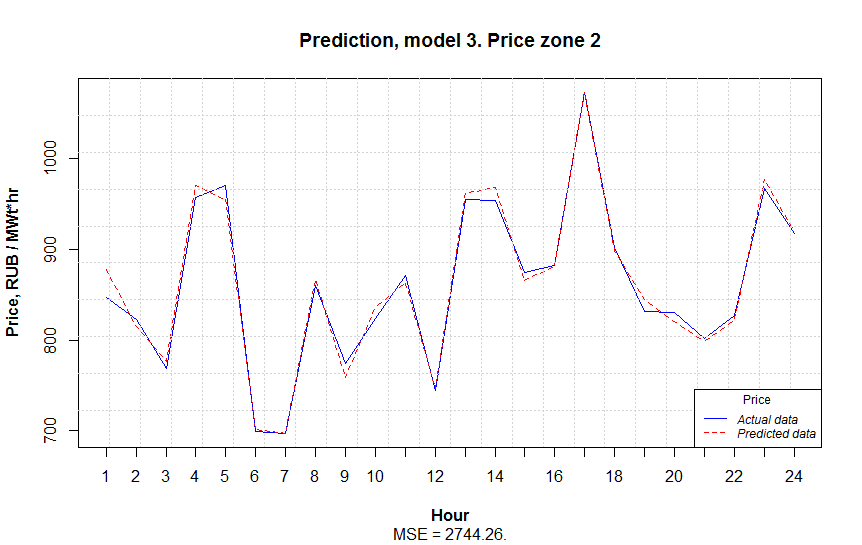 Prediction, model 3. Price zone 2
Price, RUB / MWt*hr
1000
900
800
700
Price
Actual data
Predicted data
1 2 3 4 5 6 7 8 9 10 12 14 16 18 20 22 24
Hour
MSE = 2744.26.